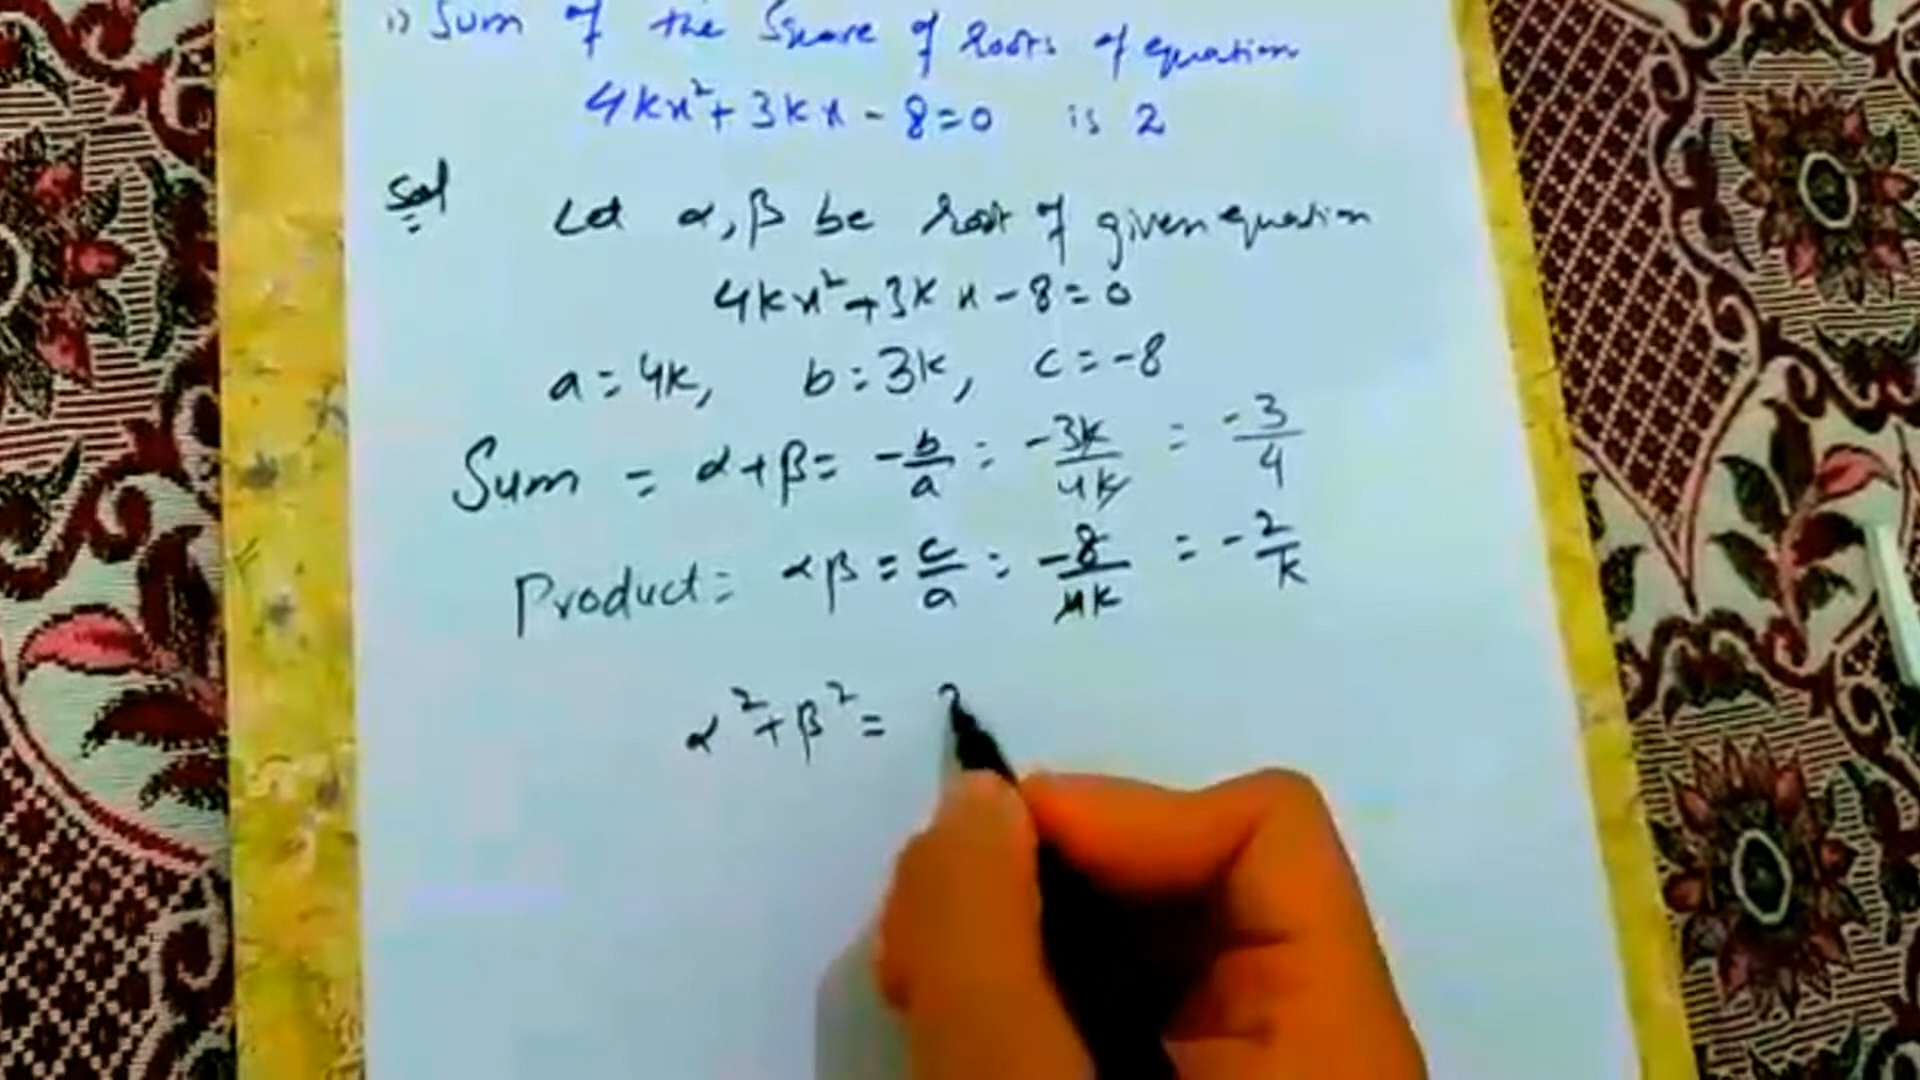 i) Sum of the Square of Roots of equation
4kx²+3kx-8=0 is 2
Sol
Let α,β be root of given equation
4kx²+3kx-8=0
a=4k, b=3k, c=-8
Sum = α+β= -b/a = -3k/4k = -3/4
Product= αβ = c/a = -8/4k = -2/k
α²+β²= 2